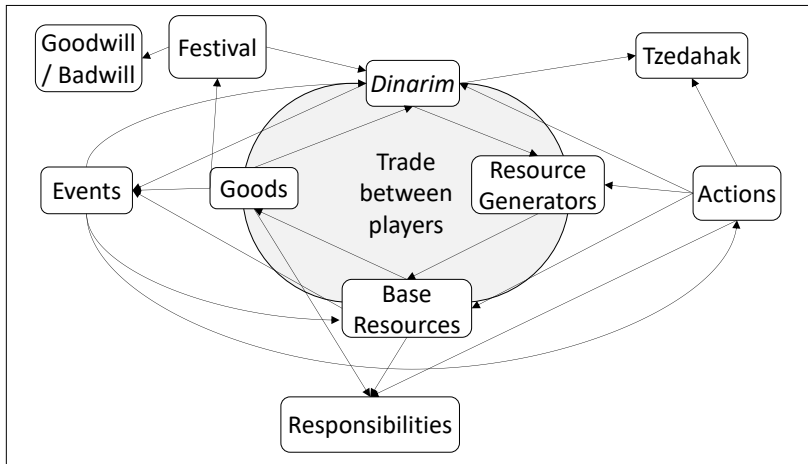 Goodwill
/ Badwill
Festival
Dinarim
Tzedahak
Events
Goods
Trade
between
players
Resource
Generators
Actions
Base
Resources
Responsibilities